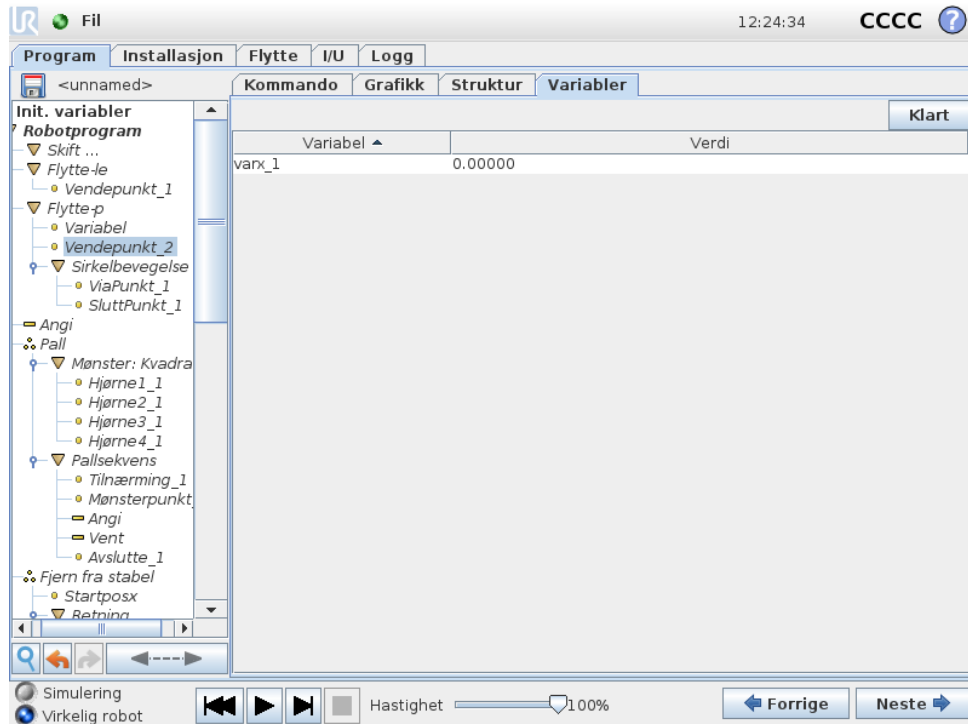 UR Fil 12:24:34 CCCC ?
Program Installasjon Flytte I/U Logg
<unnamed> Kommando Grafikk Struktur Variabler
Klart
Variabel Verdi
varx_1 0.00000
Init. variabler
Robotprogram
Skift ...
Flytte-le
Vendepunkt_1
Flytte-p
Variabel
Vendepunkt_2
Sirkelbevegelse
ViaPunkt_1
SluttPunkt_1
Angi
Pall
Mønster: Kvadra
Hjørne1_1
Hjørne2_1
Hjørne3_1
Hjørne4_1
Pallsekvens
Tilnærming_1
Mønsterpunkt_
Angi
Vent
Avslutte_1
Fjern fra stabel
Startposx
Retning
Simulering
Virkelig robot
Hastighet 100% Forrige Neste